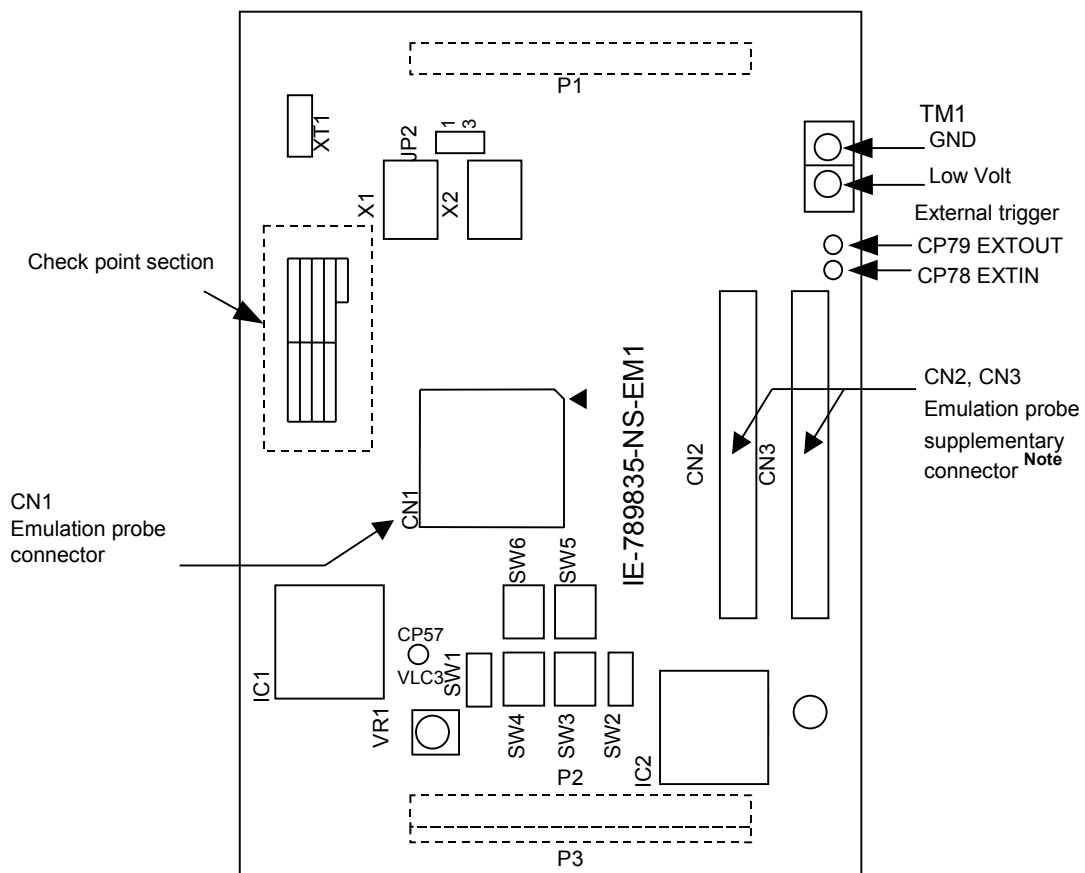 P1
XT1
JP2
1
3
X1
X2
TM1
GND
Low Volt
External trigger
CP79 EXTOUT
CP78 EXTIN
Check point section
IE-789835-NS-EM1
CN2, CN3
Emulation probe
supplementary
connector Note
CN2
CN3
CN1
CN1
Emulation probe
connector
SW6
SW5
CP57
VLC3
SW1
IC1
VR1
SW4
SW3
SW2
IC2
P2
P3